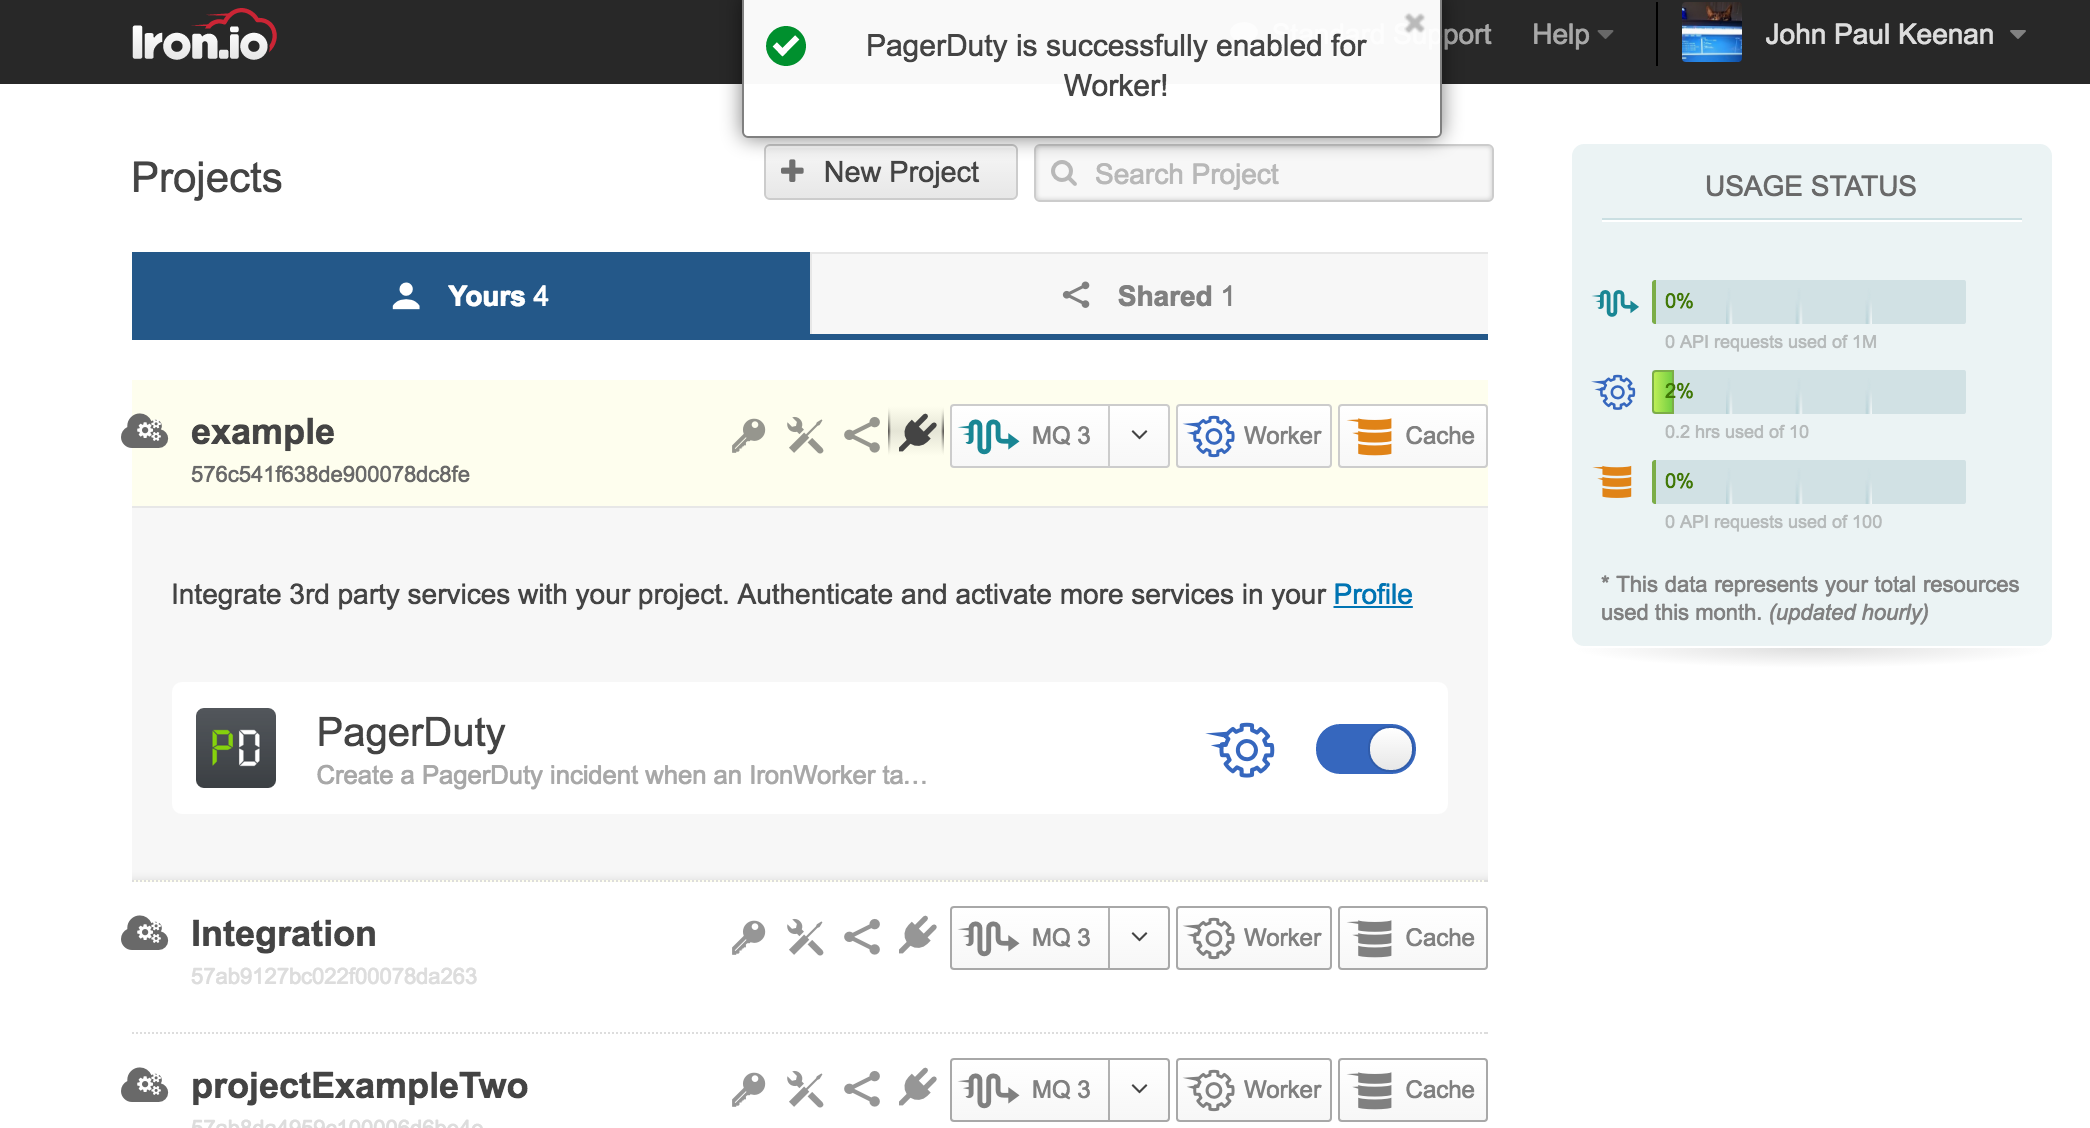 Iron.io
PagerDuty is successfully enabled for
Worker!
Standard Support
Help
John Paul Keenan
Projects
New Project
Search Project
Yours 4
Shared 1
example
576c541f638de900078dc8fe
MQ 3
Worker
Cache
Integrate 3rd party services with your project. Authenticate and activate more services in your Profile
PD
PagerDuty
Create a PagerDuty incident when an IronWorker ta...
Integration
57ab9127bc022f00078da263
MQ 3
Worker
Cache
projectExampleTwo
MQ 3
Worker
Cache
USAGE STATUS
0%
0 API requests used of 1M
2%
0.2 hrs used of 10
0%
0 API requests used of 100
* This data represents your total resources
used this month. (updated hourly)